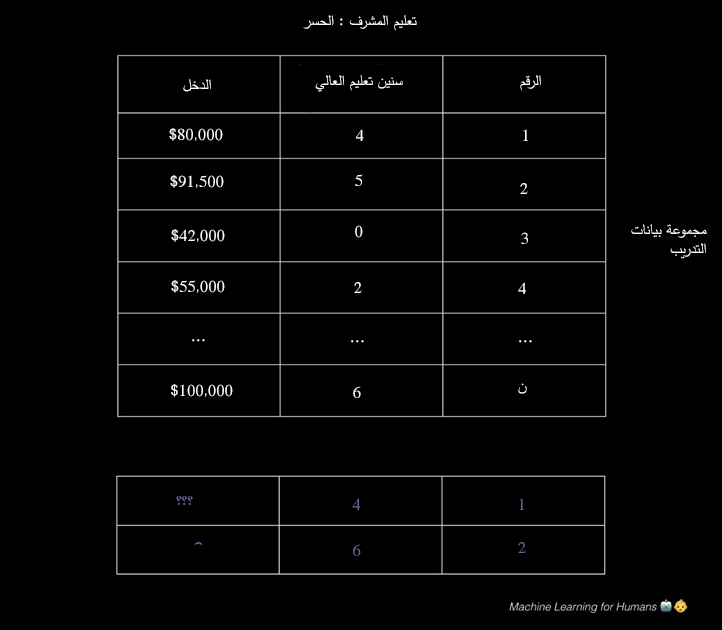 تعليم المشرف : الحسر
الرقم سنين تعليم العالي الدخل
1 4 $80,000
2 5 $91,500
3 0 $42,000
4 2 $55,000
... ... ...
ن 6 $100,000
مجموعة بيانات
التدريب
1 4 ؟؟؟
2 6
Machine Learning for Humans 🤖👶